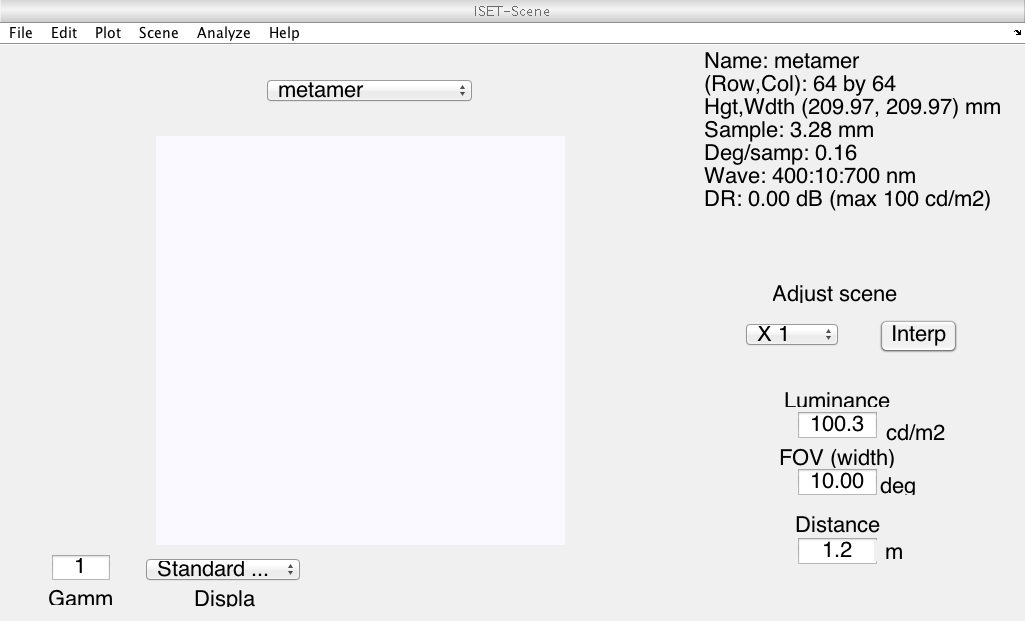 ISET-Scene
File Edit Plot Scene Analyze Help
metamer
Name: metamer
(Row,Col): 64 by 64
Hgt,Wdth (209.97, 209.97) mm
Sample: 3.28 mm
Deg/samp: 0.16
Wave: 400:10:700 nm
DR: 0.00 dB (max 100 cd/m2)
Adjust scene
X 1 Interp
Luminance
100.3 cd/m2
FOV (width)
10.00 deg
Distance
1.2 m
1 Standard ...
Gamm Displa